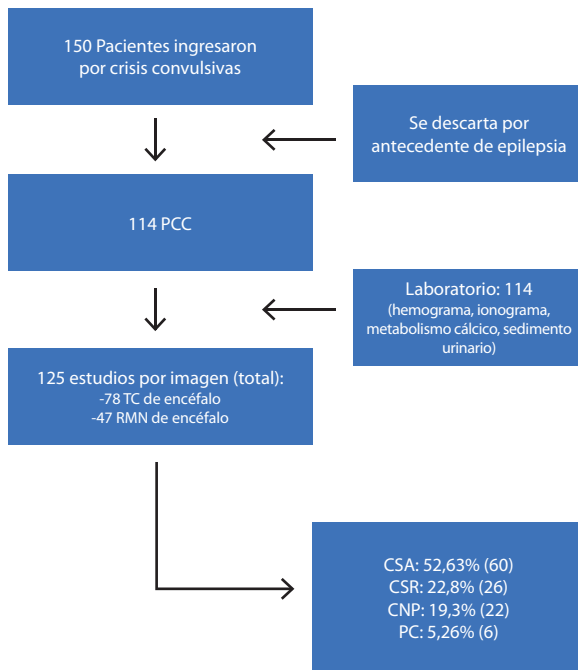 150 Pacientes ingresaron
por crisis convulsivas
Se descarta por
antecedente de epilepsia
114 PCC
Laboratorio: 114
(hemograma, ionograma,
metabolismo cálcico, sedimento
urinario)
125 estudios por imagen (total):
-78 TC de encéfalo
-47 RMN de encéfalo
CSA: 52,63% (60)
CSR: 22,8% (26)
CNP: 19,3% (22)
PC: 5,26% (6)